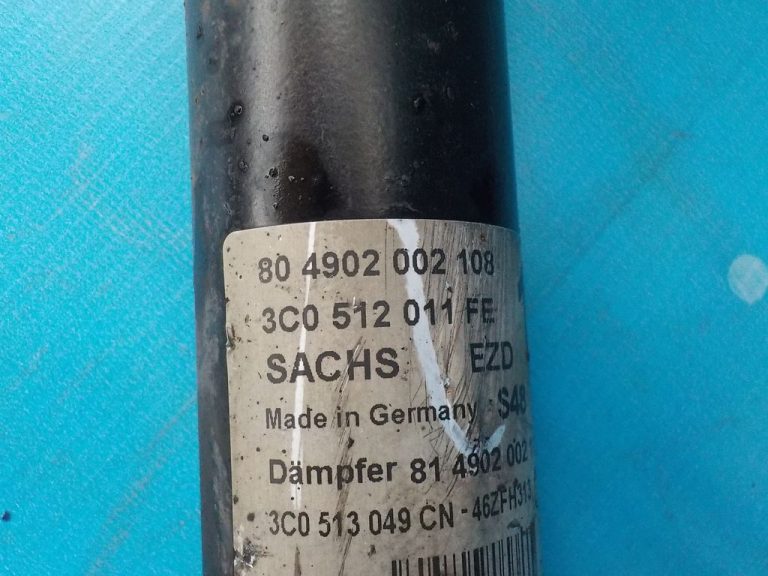 80 4902 002 108
3C0 512 011 FE
SACHS EZD
Made in Germany S48
Dämpfer 81 4902 002
3C0 513 049 CN - 46ZFH313